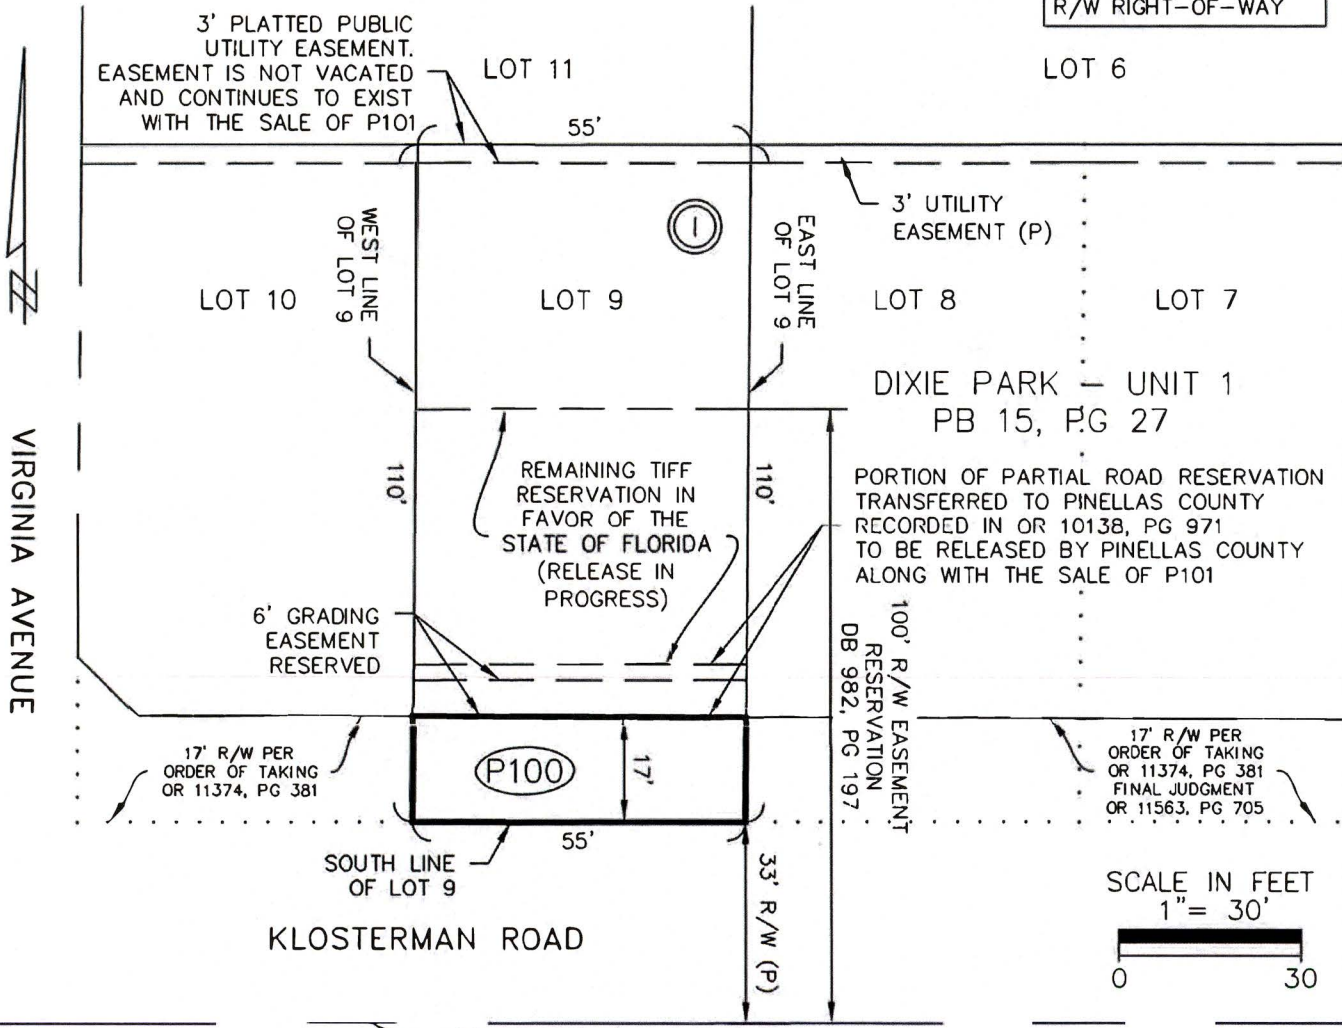 R/W RIGHT-OF-WAY
3' PLATTED PUBLIC
UTILITY EASEMENT.
EASEMENT IS NOT VACATED
AND CONTINUES TO EXIST
WITH THE SALE OF P101
LOT 11
LOT 6
55'
3' UTILITY
EASEMENT (P)
I
WEST LINE
OF LOT 9
EAST LINE
OF LOT 9
N
LOT 10
LOT 9
LOT 8
LOT 7
DIXIE PARK – UNIT 1
PB 15, PG 27
VIRGINIA AVENUE
110'
REMAINING TIFF
RESERVATION IN
FAVOR OF THE
STATE OF FLORIDA
(RELEASE IN
PROGRESS)
110'
PORTION OF PARTIAL ROAD RESERVATION
TRANSFERRED TO PINELLAS COUNTY
RECORDED IN OR 10138, PG 971
TO BE RELEASED BY PINELLAS COUNTY
ALONG WITH THE SALE OF P101
6' GRADING
EASEMENT
RESERVED
100' R/W EASEMENT
RESERVATION
DB 982, PG 197
17' R/W PER
ORDER OF TAKING
OR 11374, PG 381
P100
17'
17' R/W PER
ORDER OF TAKING
OR 11374, PG 381
FINAL JUDGMENT
OR 11563, PG 705
55'
SOUTH LINE
OF LOT 9
33' R/W (P)
KLOSTERMAN ROAD
SCALE IN FEET
1"= 30'
0 30